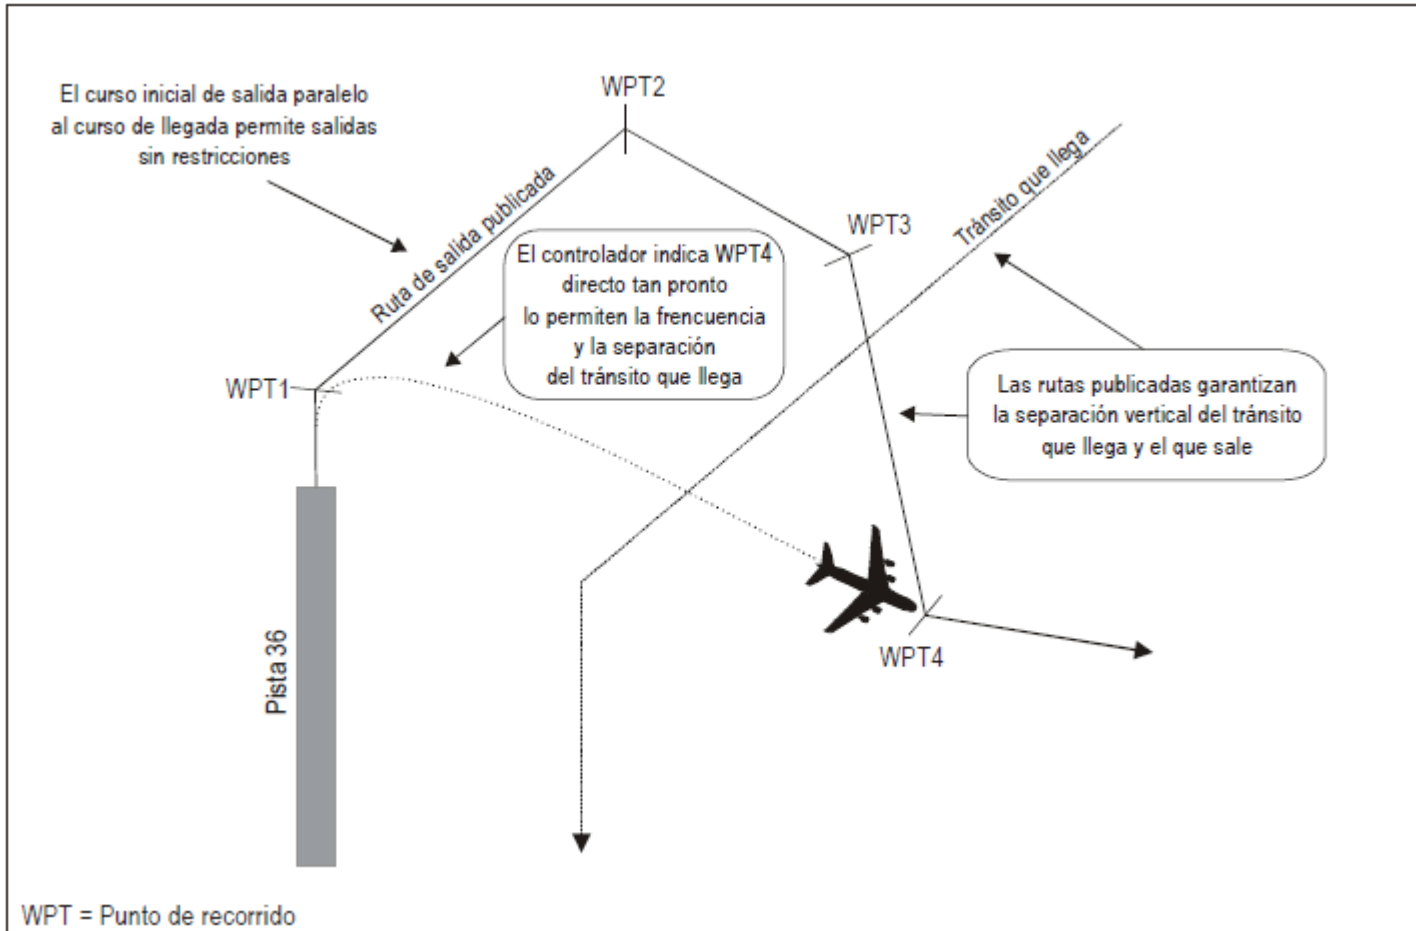 El curso inicial de salida paralelo
al curso de llegada permite salidas
sin restricciones
WPT2
Ruta de salida publicada
Tránsito que llega
WPT3
El controlador indica WPT4
directo tan pronto
lo permiten la frencuencia
y la separación
del tránsito que llega
WPT1
Las rutas publicadas garantizan
la separación vertical del tránsito
que llega y el que sale
Pista 36
WPT4
WPT = Punto de recorrido